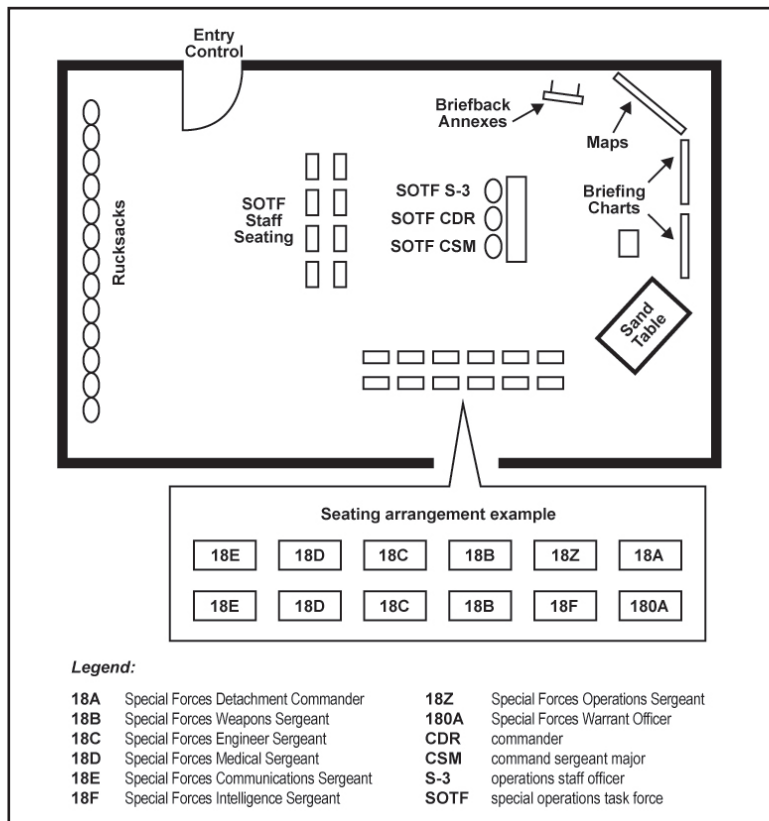 Entry
Control
Briefback
Annexes
Maps
Rucksacks
SOTF
Staff
Seating
SOTF S-3
SOTF CDR
SOTF CSM
Briefing
Charts
Sand
Table
Seating arrangement example
18E 18D 18C 18B 18Z 18A
18E 18D 18C 18B 18F 180A
Legend:
18A Special Forces Detachment Commander
18B Special Forces Weapons Sergeant
18C Special Forces Engineer Sergeant
18D Special Forces Medical Sergeant
18E Special Forces Communications Sergeant
18F Special Forces Intelligence Sergeant
18Z Special Forces Operations Sergeant
180A Special Forces Warrant Officer
CDR commander
CSM command sergeant major
S-3 operations staff officer
SOTF special operations task force